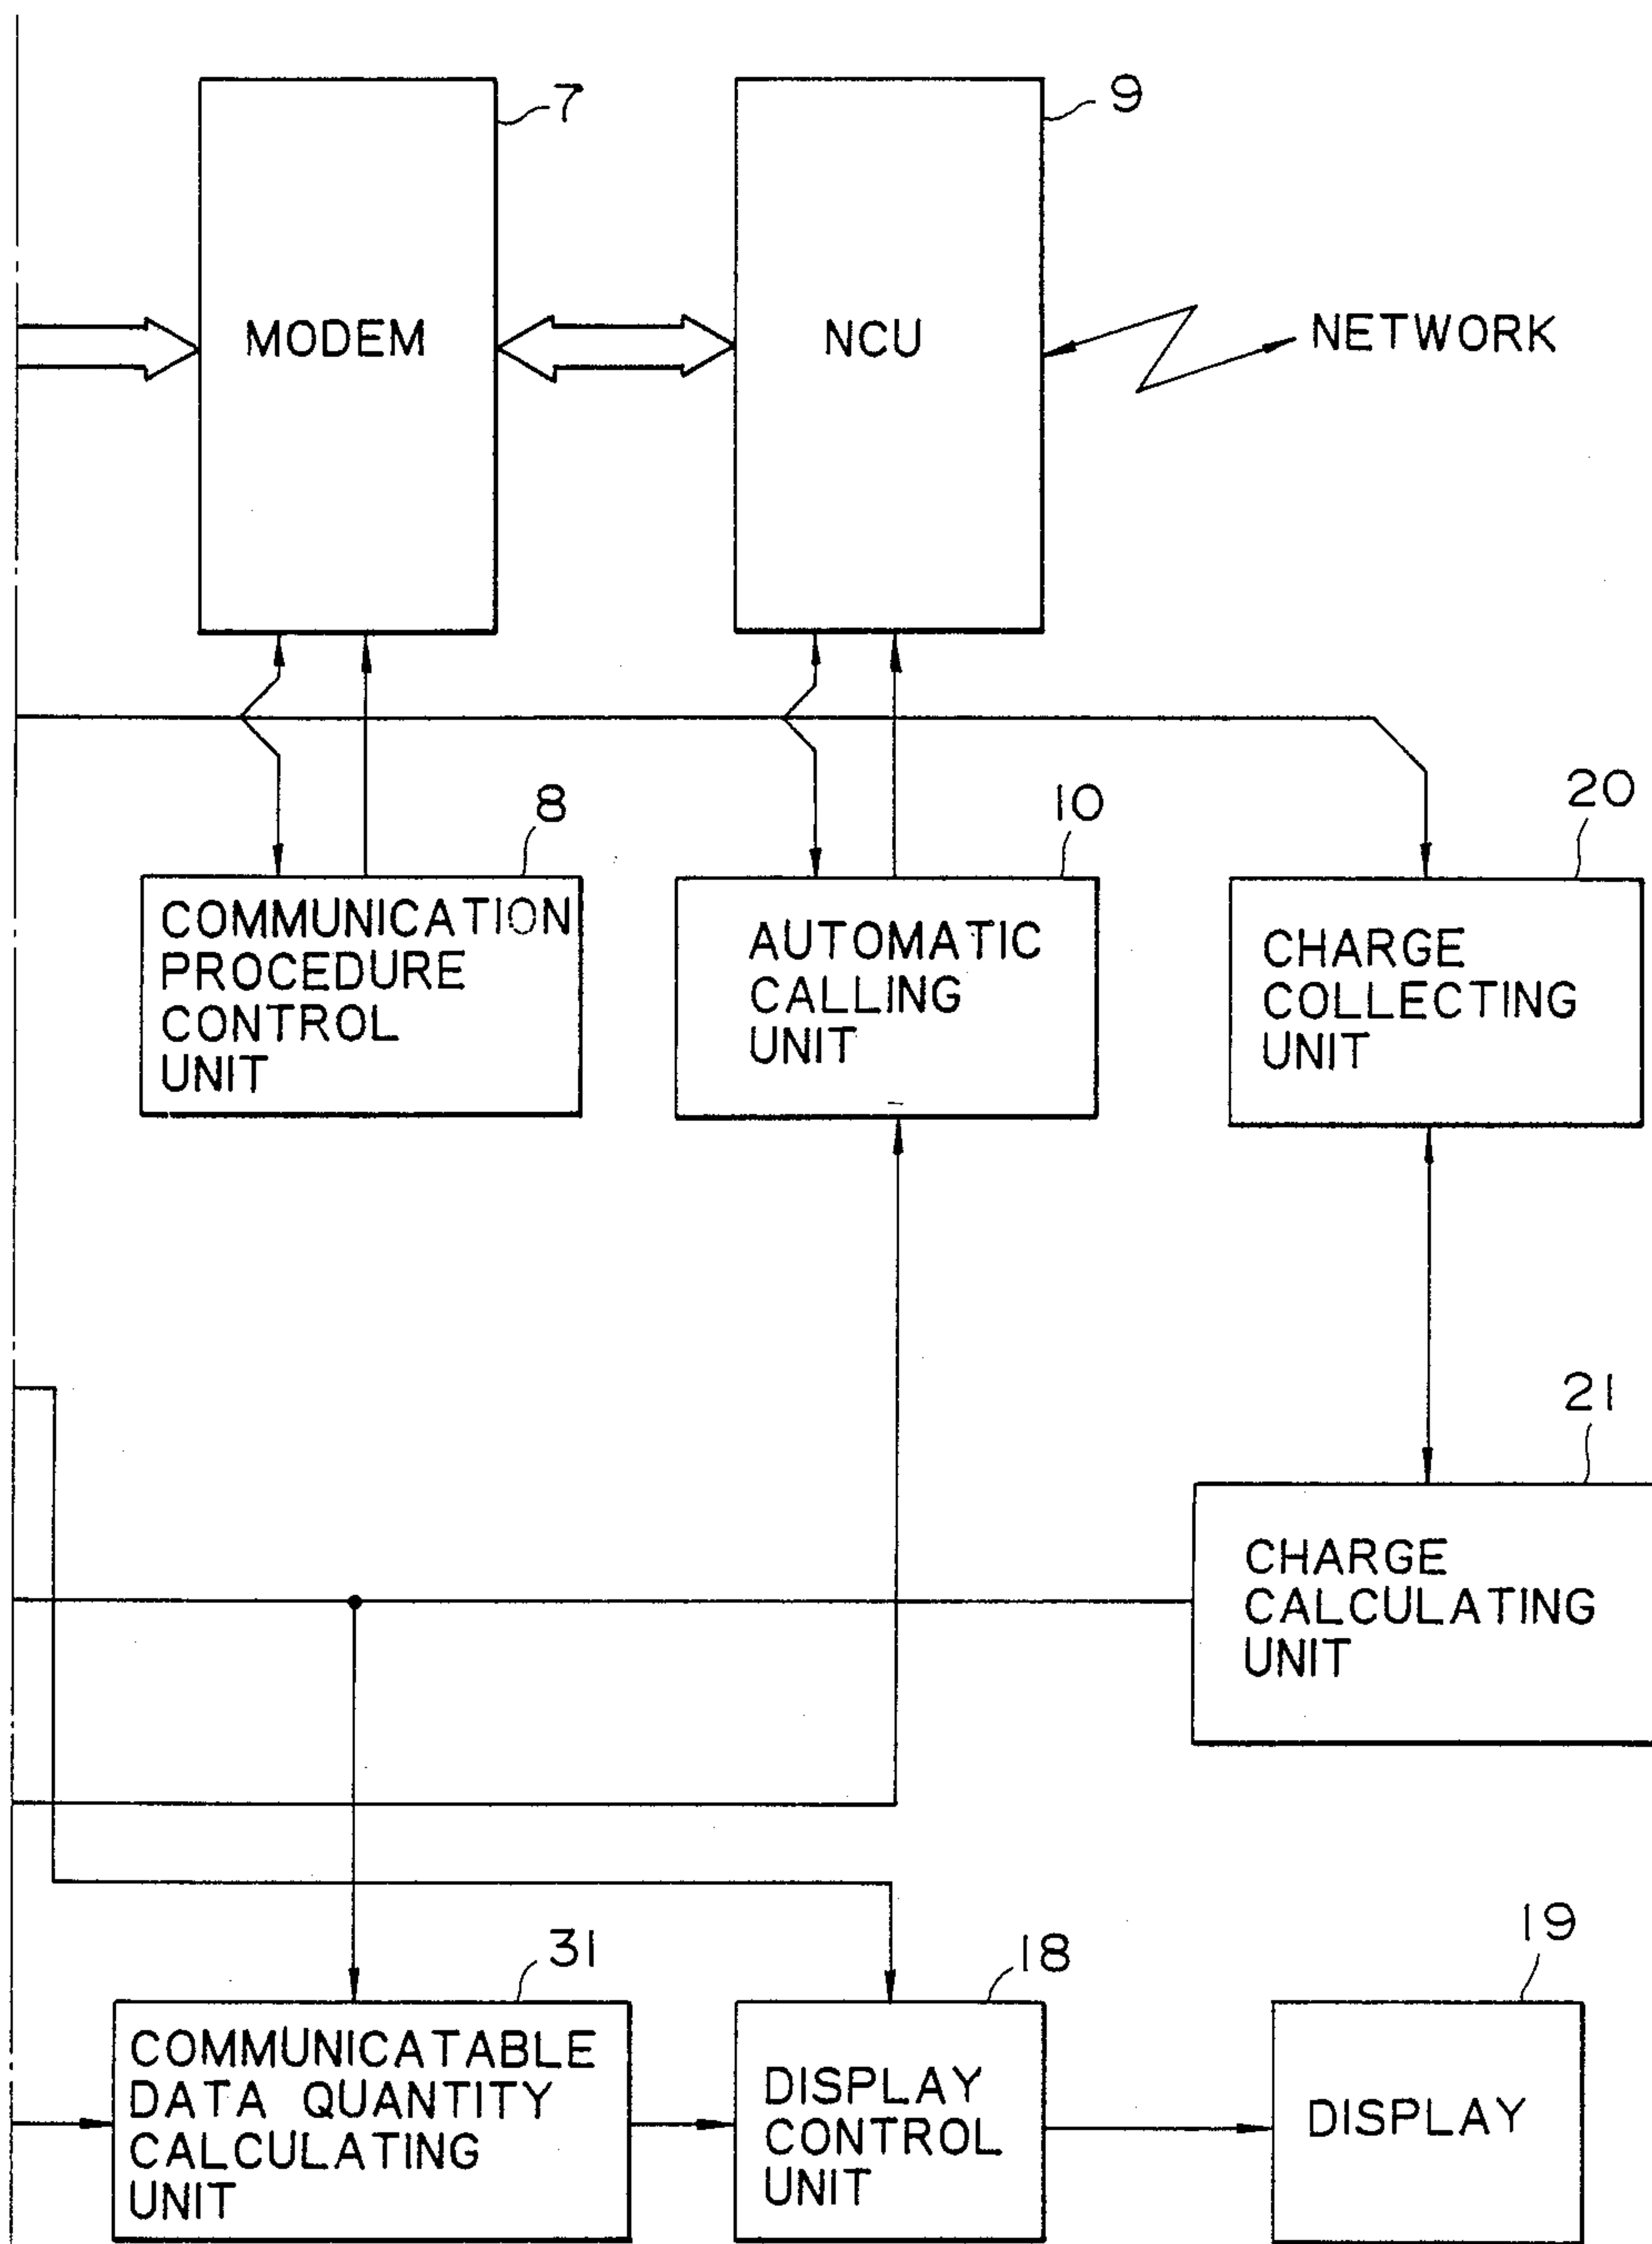 7
9
MODEM
NCU
NETWORK
8
10
20
COMMUNICATION
PROCEDURE
CONTROL
UNIT
AUTOMATIC
CALLING
UNIT
CHARGE
COLLECTING
UNIT
21
CHARGE
CALCULATING
UNIT
31
18
19
COMMUNICATABLE
DATA QUANTITY
CALCULATING
UNIT
DISPLAY
CONTROL
UNIT
DISPLAY